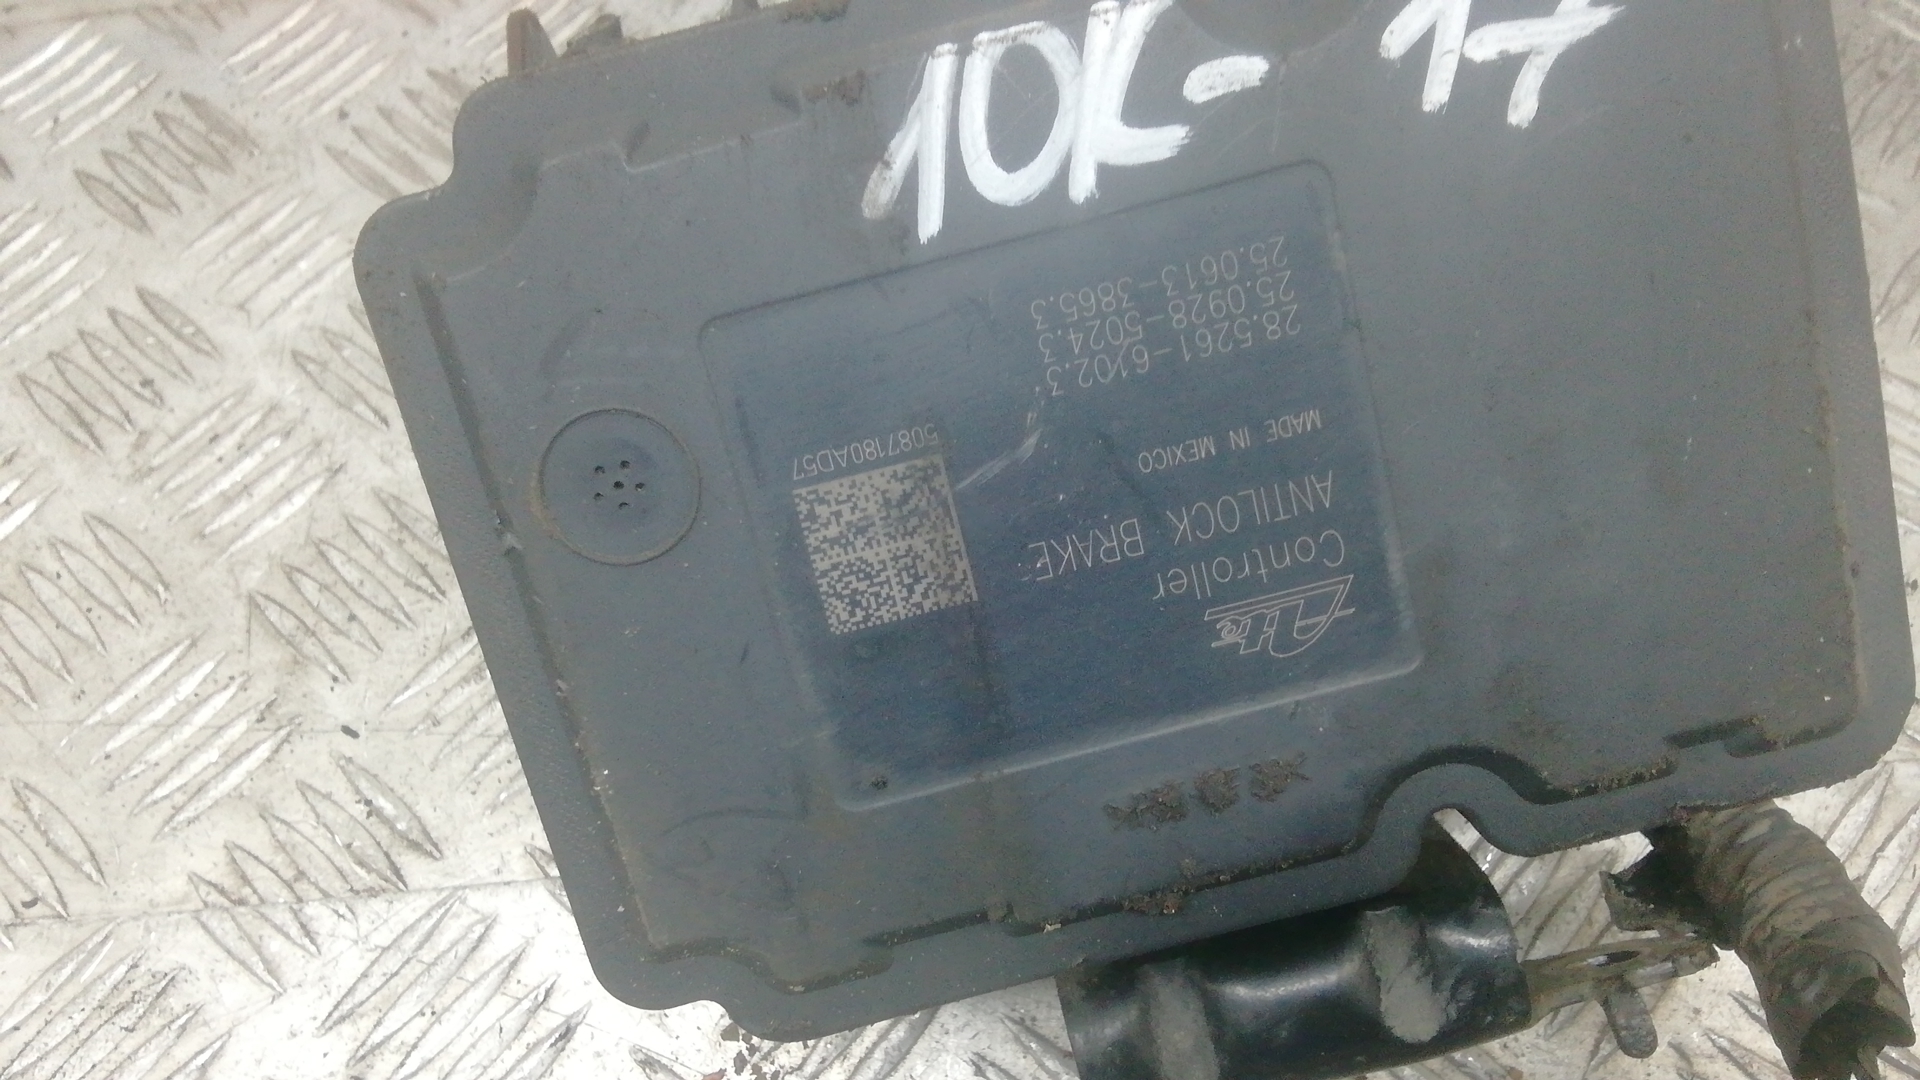 10K- 17
Ate
Controller
ANTILOCK BRAKE
MADE IN MEXICO
28.5261-6102.3
25.0928-5024.3
25.0613-3865.3
5087180AD57